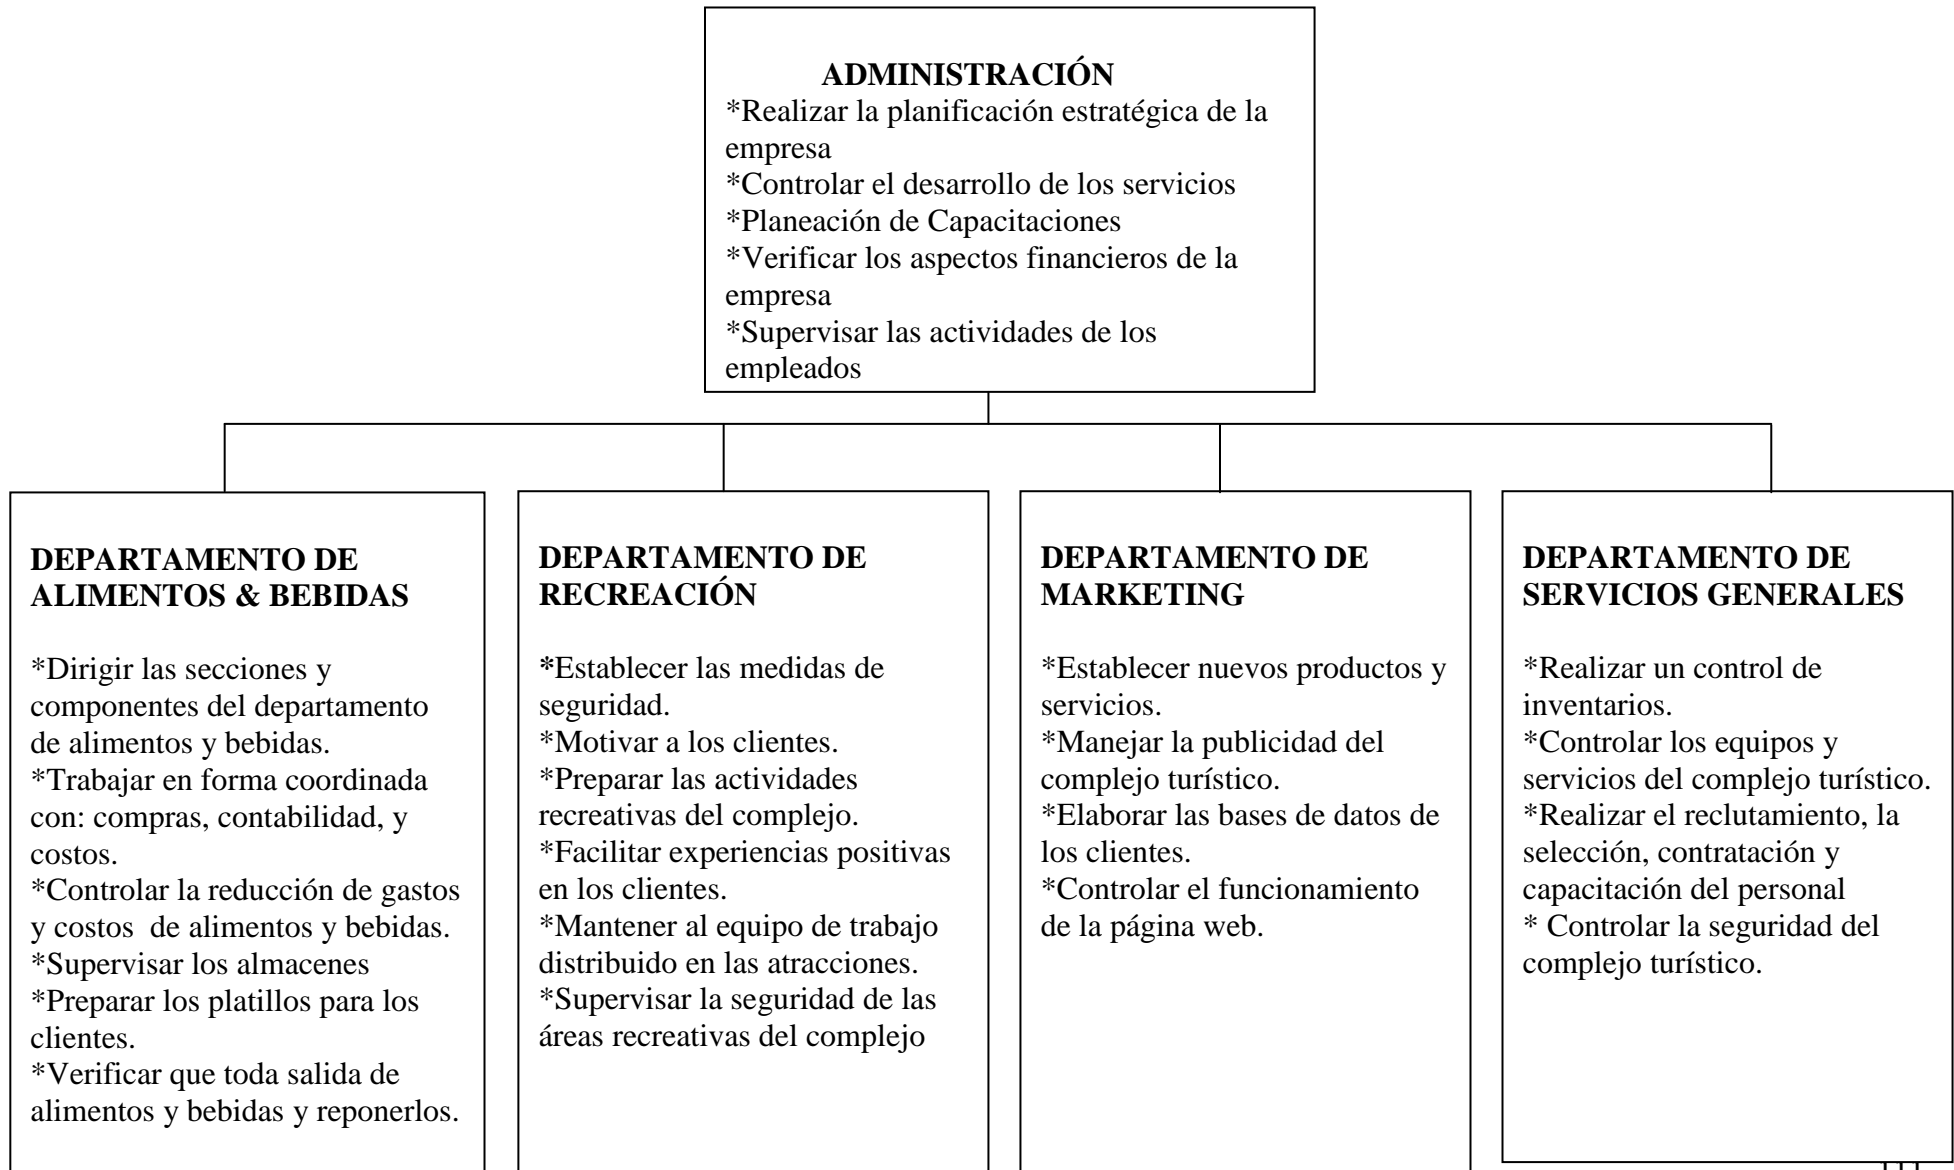 ADMINISTRACIÓN
*Realizar la planificación estratégica de la
empresa
*Controlar el desarrollo de los servicios
*Planeación de Capacitaciones
*Verificar los aspectos financieros de la
empresa
*Supervisar las actividades de los
empleados
DEPARTAMENTO DE
ALIMENTOS & BEBIDAS
*Dirigir las secciones y
componentes del departamento
de alimentos y bebidas.
*Trabajar en forma coordinada
con: compras, contabilidad, y
costos.
*Controlar la reducción de gastos
y costos  de alimentos y bebidas.
*Supervisar los almacenes
*Preparar los platillos para los
clientes.
*Verificar que toda salida de
alimentos y bebidas y reponerlos.
DEPARTAMENTO DE
RECREACIÓN
*Establecer las medidas de
seguridad.
*Motivar a los clientes.
*Preparar las actividades
recreativas del complejo.
*Facilitar experiencias positivas
en los clientes.
*Mantener al equipo de trabajo
distribuido en las atracciones.
*Supervisar la seguridad de las
áreas recreativas del complejo
DEPARTAMENTO DE
MARKETING
*Establecer nuevos productos y
servicios.
*Manejar la publicidad del
complejo turístico.
*Elaborar las bases de datos de
los clientes.
*Controlar el funcionamiento
de la página web.
DEPARTAMENTO DE
SERVICIOS GENERALES
*Realizar un control de
inventarios.
*Controlar los equipos y
servicios del complejo turístico.
*Realizar el reclutamiento, la
selección, contratación y
capacitación del personal
* Controlar la seguridad del
complejo turístico.